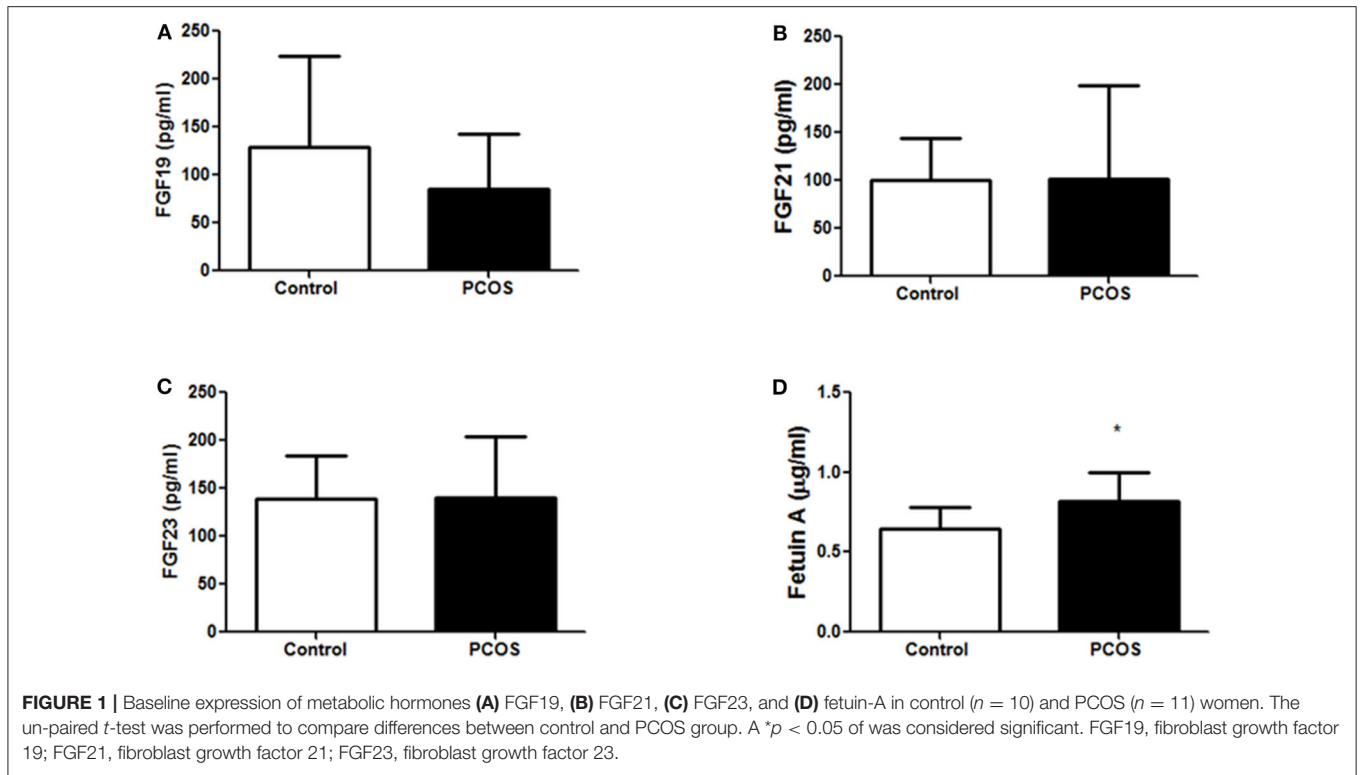 A
250
200
150
100
50
0
FGF19 (pg/ml)
Control PCOS
B
250
200
150
100
50
0
FGF21 (pg/ml)
Control PCOS
C
250
200
150
100
50
0
FGF23 (pg/ml)
Control PCOS
D
1.5
1.0
0.5
0.0
Fetuin A (µg/ml)
*
Control PCOS
FIGURE 1 | Baseline expression of metabolic hormones (A) FGF19, (B) FGF21, (C) FGF23, and (D) fetuin-A in control (n = 10) and PCOS (n = 11) women. The
un-paired t-test was performed to compare differences between control and PCOS group. A *p < 0.05 of was considered significant. FGF19, fibroblast growth factor
19; FGF21, fibroblast growth factor 21; FGF23, fibroblast growth factor 23.